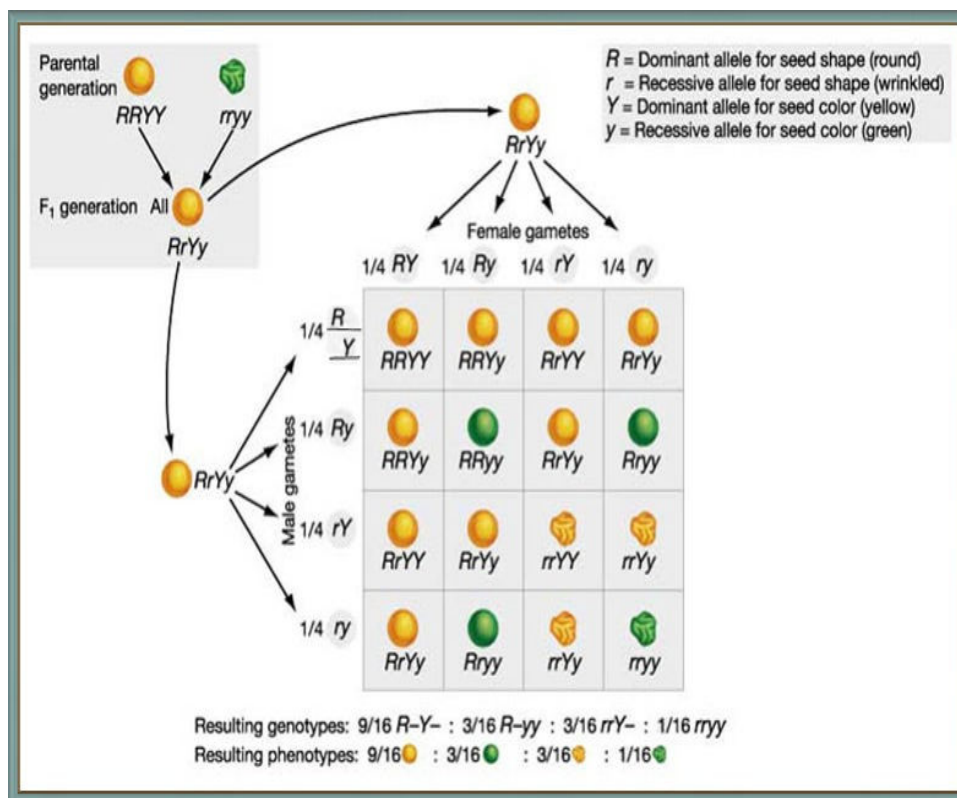 Parental
generation
RRYY
rryy
F1 generation All
RrYy
R = Dominant allele for seed shape (round)
r = Recessive allele for seed shape (wrinkled)
Y = Dominant allele for seed color (yellow)
y = Recessive allele for seed color (green)
RrYy
Female gametes
1/4 RY 1/4 Ry 1/4 rY 1/4 ry
1/4 R
Y
RRYY RRYy RrYY RrYy
1/4 Ry
RRYy RRyy RrYy Rryy
RrYy
Male gametes
1/4 rY
RrYY RrYy rrYY rrYy
1/4 ry
RrYy Rryy rrYy rryy
Resulting genotypes: 9/16 R–Y– : 3/16 R–yy : 3/16 rrY– : 1/16 rryy
Resulting phenotypes: 9/16 : 3/16 : 3/16 : 1/16